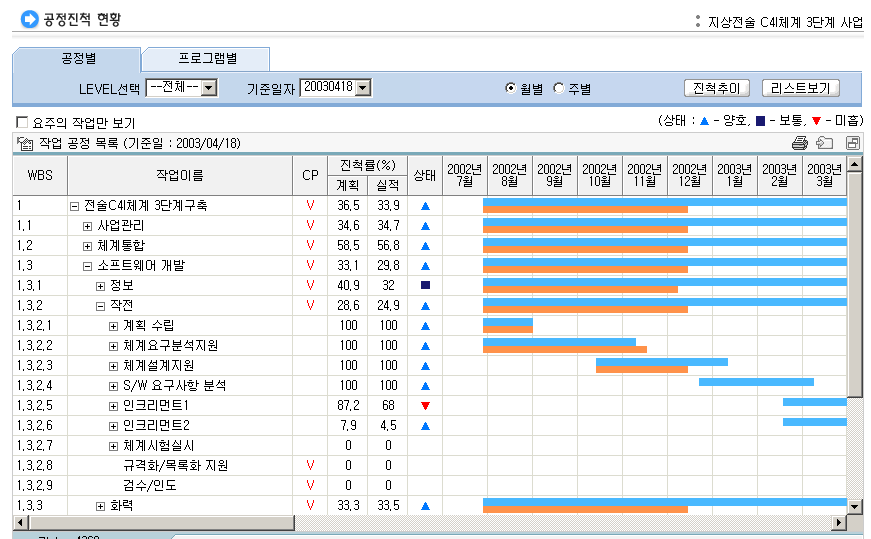 공정진척 현황
지상전술 C4I체계 3단계 사업
공정별 프로그램별
LEVEL선택 --전체-- 기준일자 20030418 월별 주별 진척추이 리스트보기
요주의 작업만 보기 (상태 : ▲ - 양호, ■ - 보통, ▼ - 미흡)
작업 공정 목록 (기준일 : 2003/04/18)
WBS 작업이름 CP 진척률(%) 계획 실적 상태 2002년 7월 2002년 8월 2002년 9월 2002년 10월 2002년 11월 2002년 12월 2003년 1월 2003년 2월 2003년 3월
1 전술C4I체계 3단계구축 V 36,5 33,9 ▲
1,1 사업관리 V 34,6 34,7 ▲
1,2 체계통합 V 58,5 56,8 ▲
1,3 소프트웨어 개발 V 33,1 29,8 ▲
1,3,1 정보 V 40,9 32 ■
1,3,2 작전 V 28,6 24,9 ▲
1,3,2,1 계획 수립 100 100 ▲
1,3,2,2 체계요구분석지원 100 100 ▲
1,3,2,3 체계설계지원 100 100 ▲
1,3,2,4 S/W 요구사항 분석 100 100 ▲
1,3,2,5 인크리먼트1 87,2 68 ▼
1,3,2,6 인크리먼트2 7,9 4,5 ▲
1,3,2,7 체계시험실시 0 0
1,3,2,8 규격화/목록화 지원 V 0 0
1,3,2,9 검수/인도 V 0 0
1,3,3 화력 V 33,3 33,5 ▲